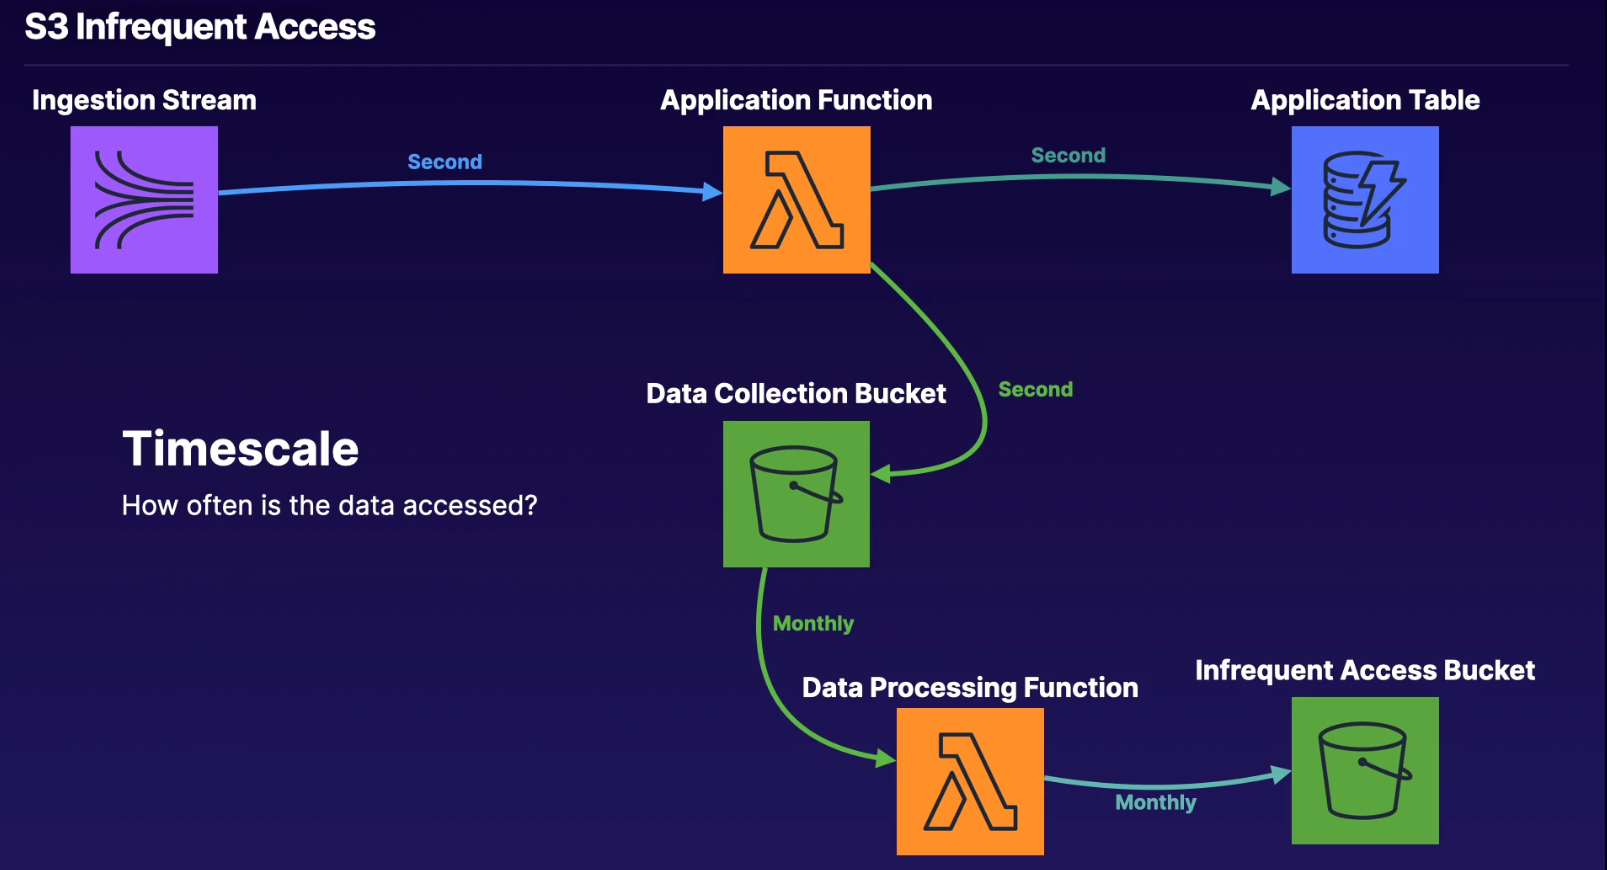 S3 Infrequent Access
Ingestion Stream
Application Function
Application Table
Second
Second
Second
Data Collection Bucket
Timescale
How often is the data accessed?
Monthly
Data Processing Function
Infrequent Access Bucket
Monthly